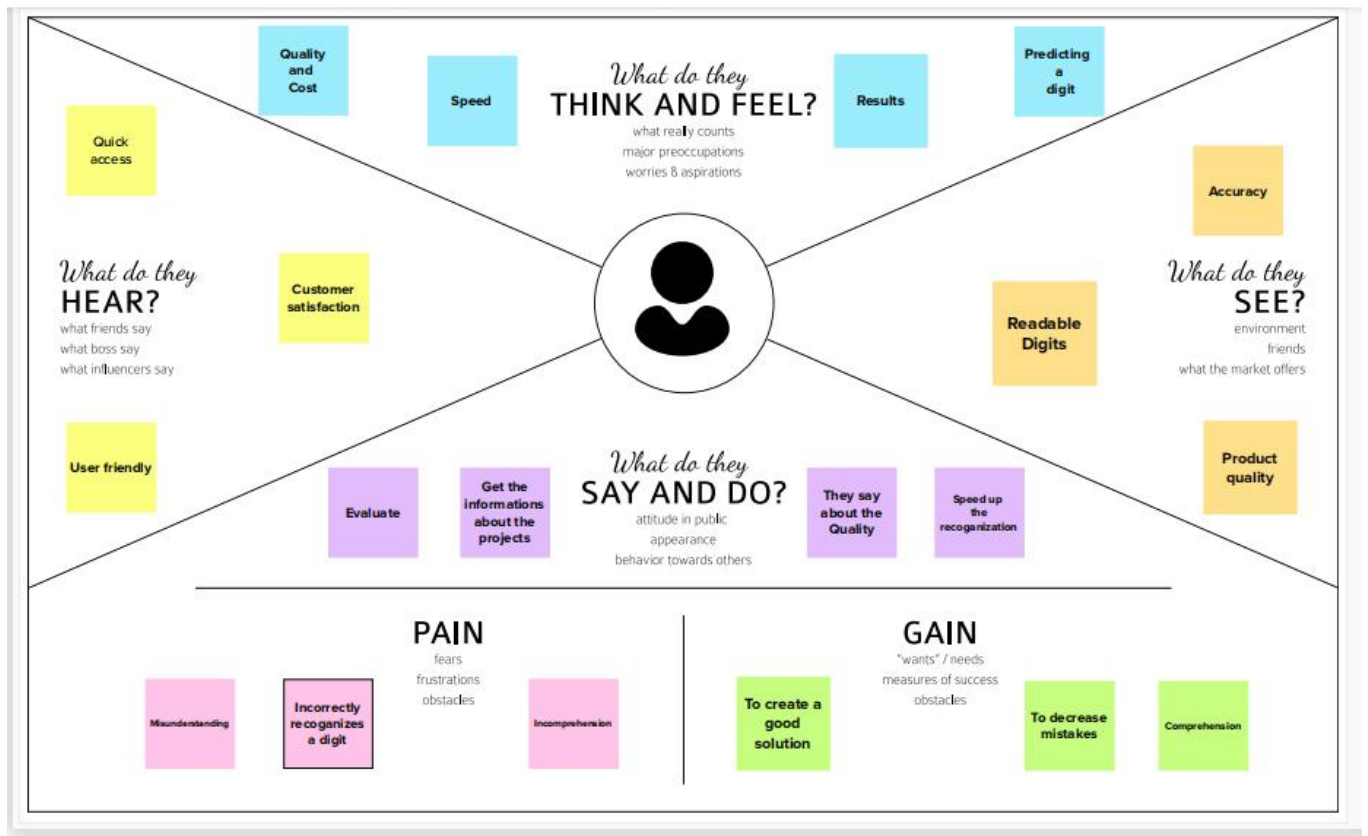 Quality
and
Cost
Speed
What do they
THINK AND FEEL?
what really counts
major preoccupations
worries & aspirations
Results
Predicting
a
digit
Quick
access
What do they
HEAR?
what friends say
what boss say
what influencers say
Customer
satisfaction
User friendly
Accuracy
What do they
SEE?
environment
friends
what the market offers
Readable
Digits
Product
quality
What do they
SAY AND DO?
attitude in public
appearance
behavior towards others
Evaluate
Get the
informations
about the
projects
They say
about the
Quality
Speed up
the
recoganization
PAIN
fears
frustrations
obstacles
Misunderstanding
Incorrectly
recoganizes
a digit
Incomprehension
GAIN
"wants" / needs
measures of success
obstacles
To create a
good
solution
To decrease
mistakes
Comprehension